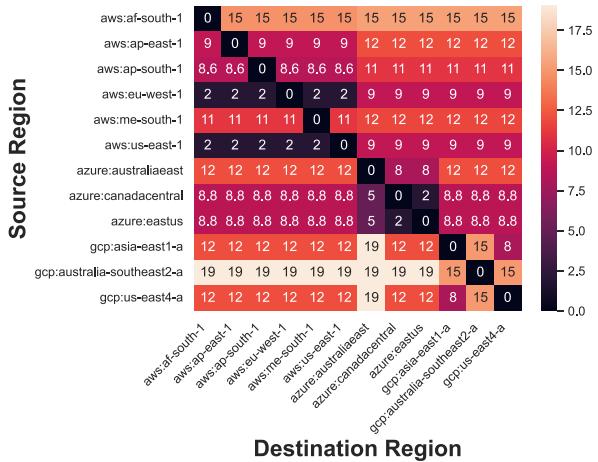 aws:af-south-1 0 15 15 15 15 15 15 15 15 15 15 15
aws:ap-east-1 9 0 9 9 9 9 12 12 12 12 12 12
aws:ap-south-1 8.6 8.6 0 8.6 8.6 8.6 11 11 11 11 11 11
aws:eu-west-1 2 2 2 0 2 2 9 9 9 9 9 9
aws:me-south-1 11 11 11 11 0 11 12 12 12 12 12 12
aws:us-east-1 2 2 2 2 2 0 9 9 9 9 9 9
azure:australiaeast 12 12 12 12 12 12 0 8 8 12 12 12
azure:canadacentral 8.8 8.8 8.8 8.8 8.8 8.8 5 0 2 8.8 8.8 8.8
azure:eastus 8.8 8.8 8.8 8.8 8.8 8.8 5 2 0 8.8 8.8 8.8
gcp:asia-east1-a 12 12 12 12 12 12 19 12 12 0 15 8
gcp:australia-southeast2-a 19 19 19 19 19 19 19 19 19 15 0 15
gcp:us-east4-a 12 12 12 12 12 12 19 12 12 8 15 0
Source Region
aws:af-south-1
aws:ap-east-1
aws:ap-south-1
aws:eu-west-1
aws:me-south-1
aws:us-east-1
azure:australiaeast
azure:canadacentral
azure:eastus
gcp:asia-east1-a
gcp:australia-southeast2-a
gcp:us-east4-a
Destination Region
17.5
15.0
12.5
10.0
7.5
5.0
2.5
0.0